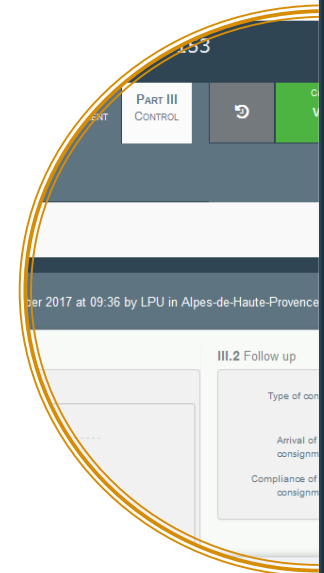 153
PART III
CONTROL
ber 2017 at 09:36 by LPU in Alpes-de-Haute-Provence
III.2 Follow up
Type of con
Arrival of
consignm
Compliance of
consignm